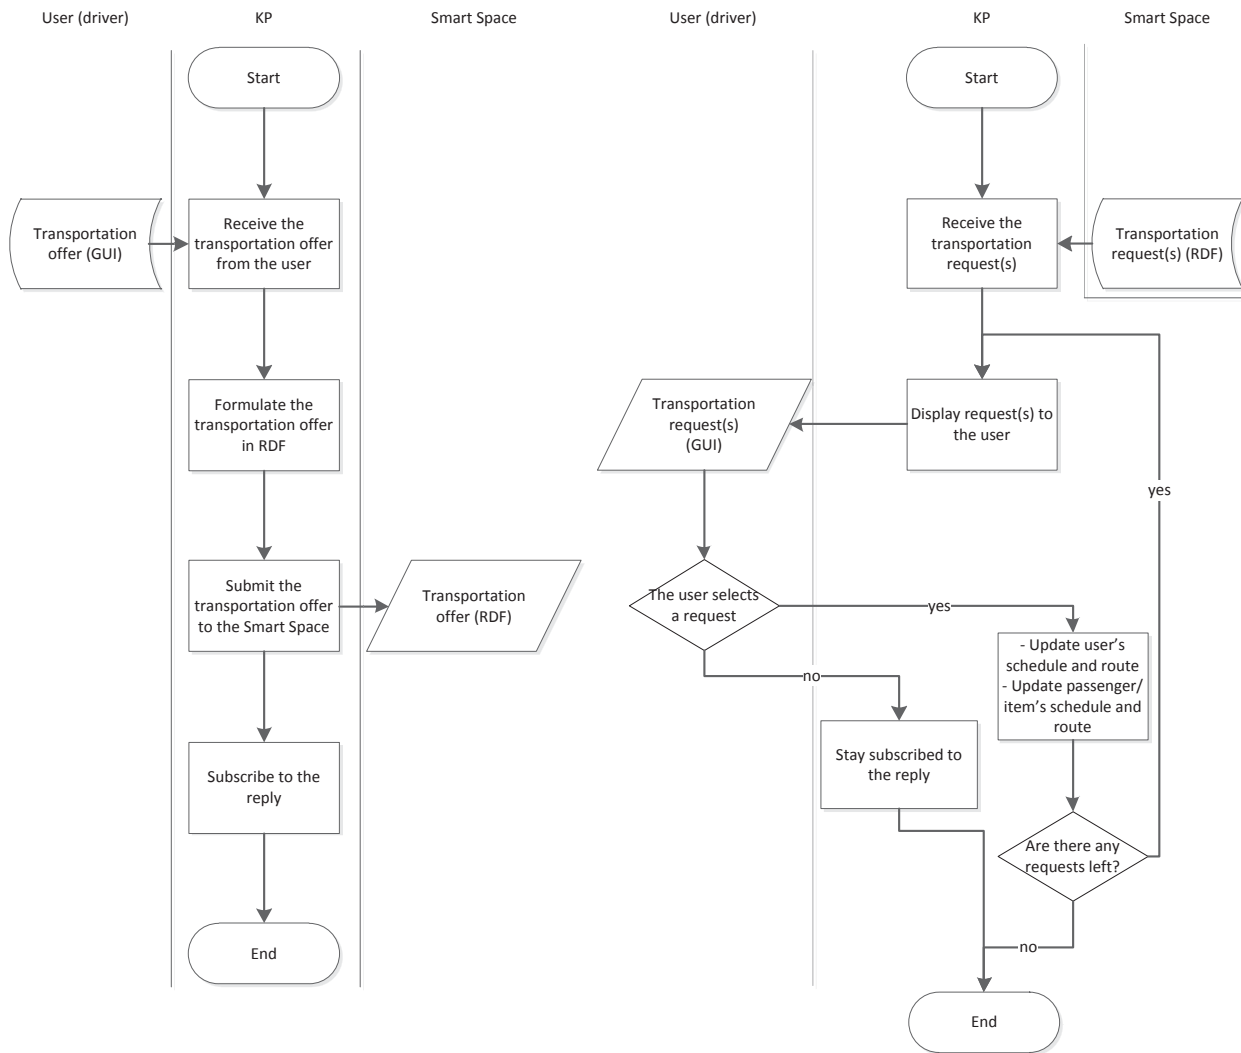 User (driver)
KP
Smart Space
Start
Transportation
offer (GUI)
Receive the
transportation offer
from the user
Formulate the
transportation offer
in RDF
Submit the
transportation offer
to the Smart Space
Transportation
offer (RDF)
Subscribe to the
reply
End
User (driver)
KP
Smart Space
Start
Receive the
transportation
request(s)
Transportation
request(s) (RDF)
Transportation
request(s)
(GUI)
Display request(s) to
the user
yes
The user selects
a request
yes
- Update user’s
schedule and route
- Update passenger/
item’s schedule and
route
no
Stay subscribed to
the reply
Are there any
requests left?
no
End